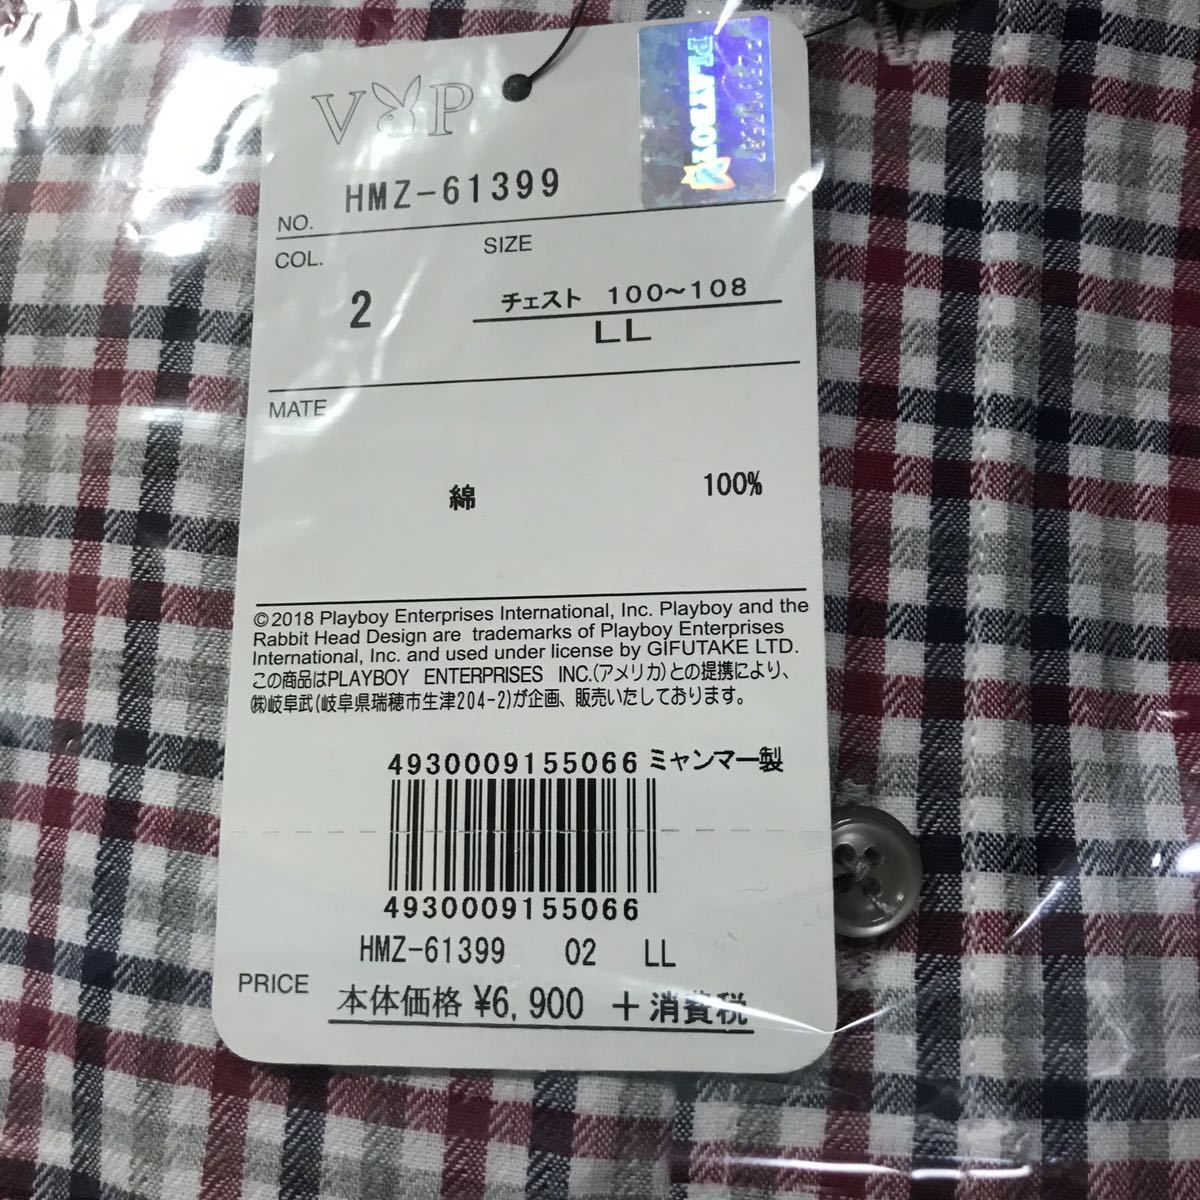 V P
PLAYBOY
NO. HMZ-61399
COL. SIZE
2 チェスト 100〜108
LL
MATE
綿 100%
©2018 Playboy Enterprises International, Inc. Playboy and the
Rabbit Head Design are trademarks of Playboy Enterprises
International, Inc. and used under license by GIFUTAKE LTD.
この商品はPLAYBOY ENTERPRISES INC.(アメリカ)との提携により、
㈱岐阜武(岐阜県瑞穂市生津204-2)が企画、販売いたしております。
4930009155066 ミャンマー製
4930009155066
HMZ-61399 02 LL
PRICE 本体価格 ¥6,900 +消費税